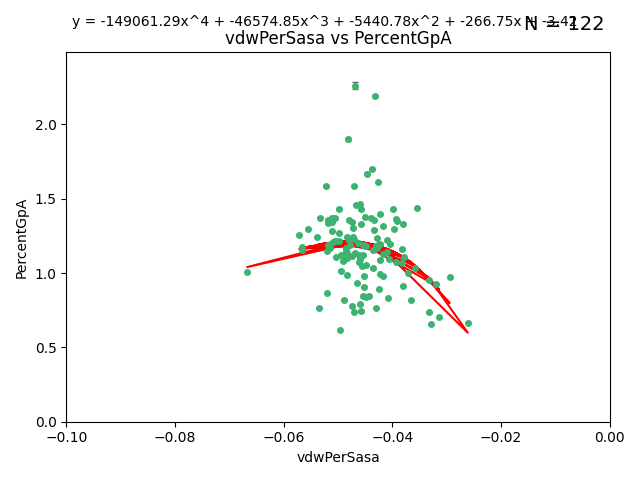 y = -149061.29x^4 + -46574.85x^3 + -5440.78x^2 + -266.75x + -3.42
N = 122
vdwPerSasa vs PercentGpA
PercentGpA
2.0
1.5
1.0
0.5
0.0
-0.10 -0.08 -0.06 -0.04 -0.02 0.00
vdwPerSasa